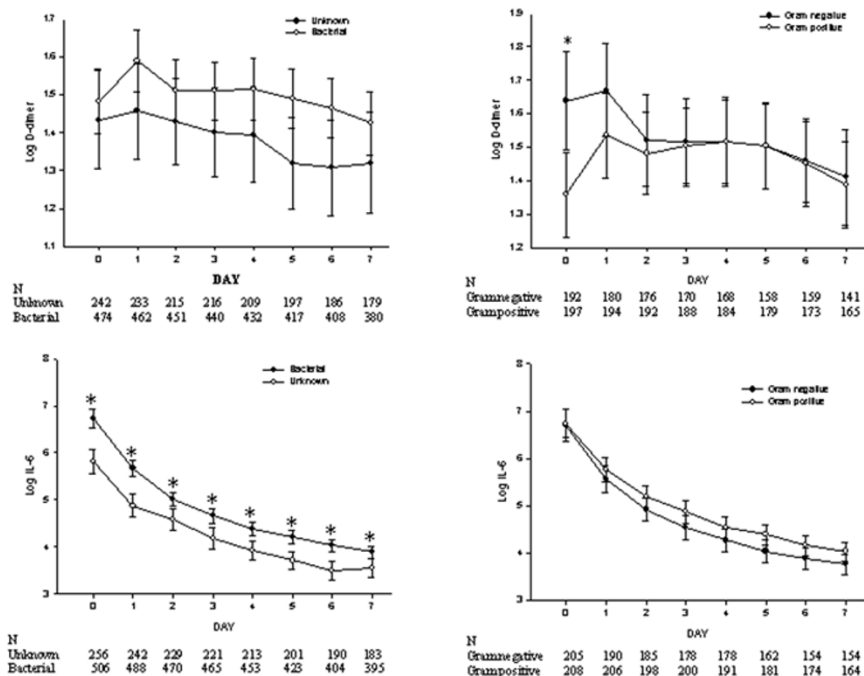 1.7
1.6
1.5
1.4
1.3
1.2
1.1
Log D-dimer
Unknown
Bacterial
0 1 2 3 4 5 6 7
DAY
N
Unknown 242 233 215 216 209 197 186 179
Bacterial 474 462 451 440 432 417 408 380
1.9
1.8
1.7
1.6
1.5
1.4
1.3
1.2
Log D-dimer
*
Gram negative
Gram positive
0 1 2 3 4 5 6 7
DAY
N
Gramnegative 192 180 176 170 168 158 159 141
Grampositive 197 194 192 188 184 179 173 165
8
7
6
5
4
3
Log IL-6
Bacterial
Unknown
* * * * * * * *
0 1 2 3 4 5 6 7
DAY
N
Unknown 256 242 229 221 213 201 190 183
Bacterial 506 488 470 465 453 423 404 395
8
7
6
5
4
3
Log IL-6
Gram negative
Gram positive
0 1 2 3 4 5 6 7
DAY
N
Gramnegative 205 190 185 178 178 162 154 154
Grampositive 208 206 198 200 191 181 174 164